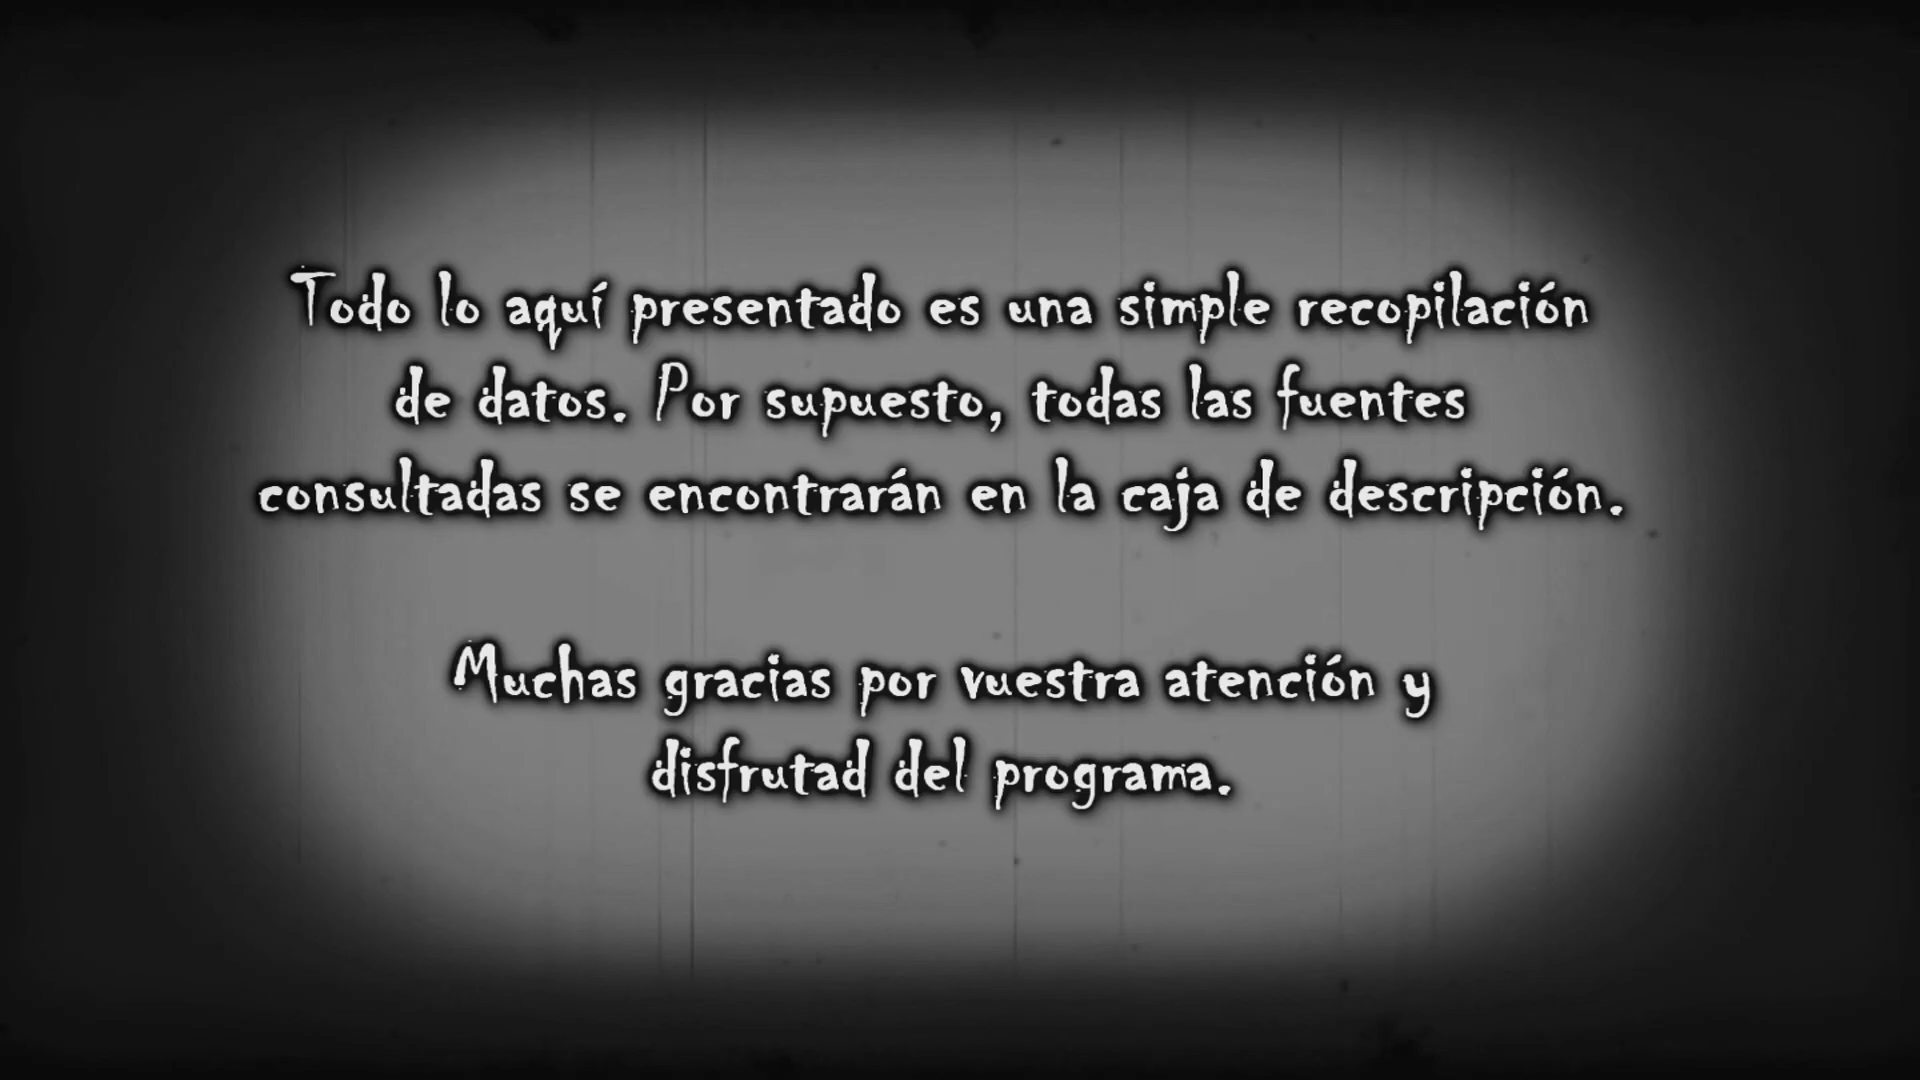 Todo lo aquí presentado es una simple recopilación
de datos. Por supuesto, todas las fuentes
consultadas se encontrarán en la caja de descripción.
Muchas gracias por vuestra atención y
disfrutad del programa.